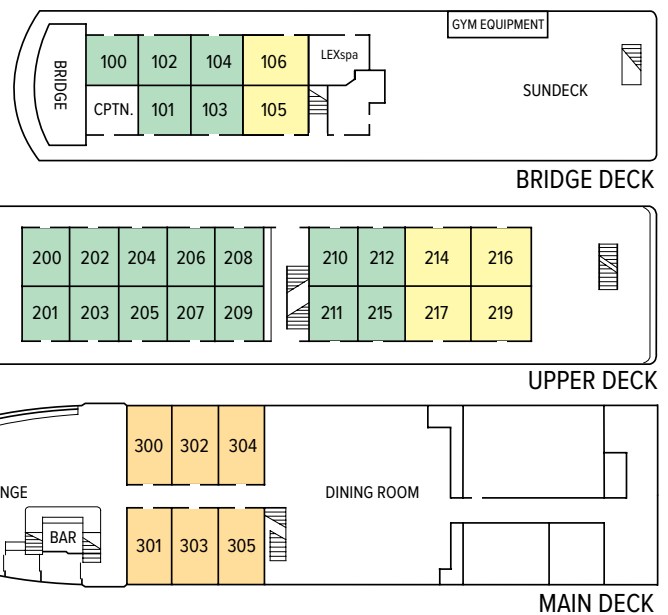 GYM EQUIPMENT
BRIDGE
100 102 104 106 LEXspa
CPTN. 101 103 105
SUNDECK
BRIDGE DECK
200 202 204 206 208 210 212 214 216
201 203 205 207 209 211 215 217 219
UPPER DECK
300 302 304
NGE
DINING ROOM
BAR
301 303 305
MAIN DECK